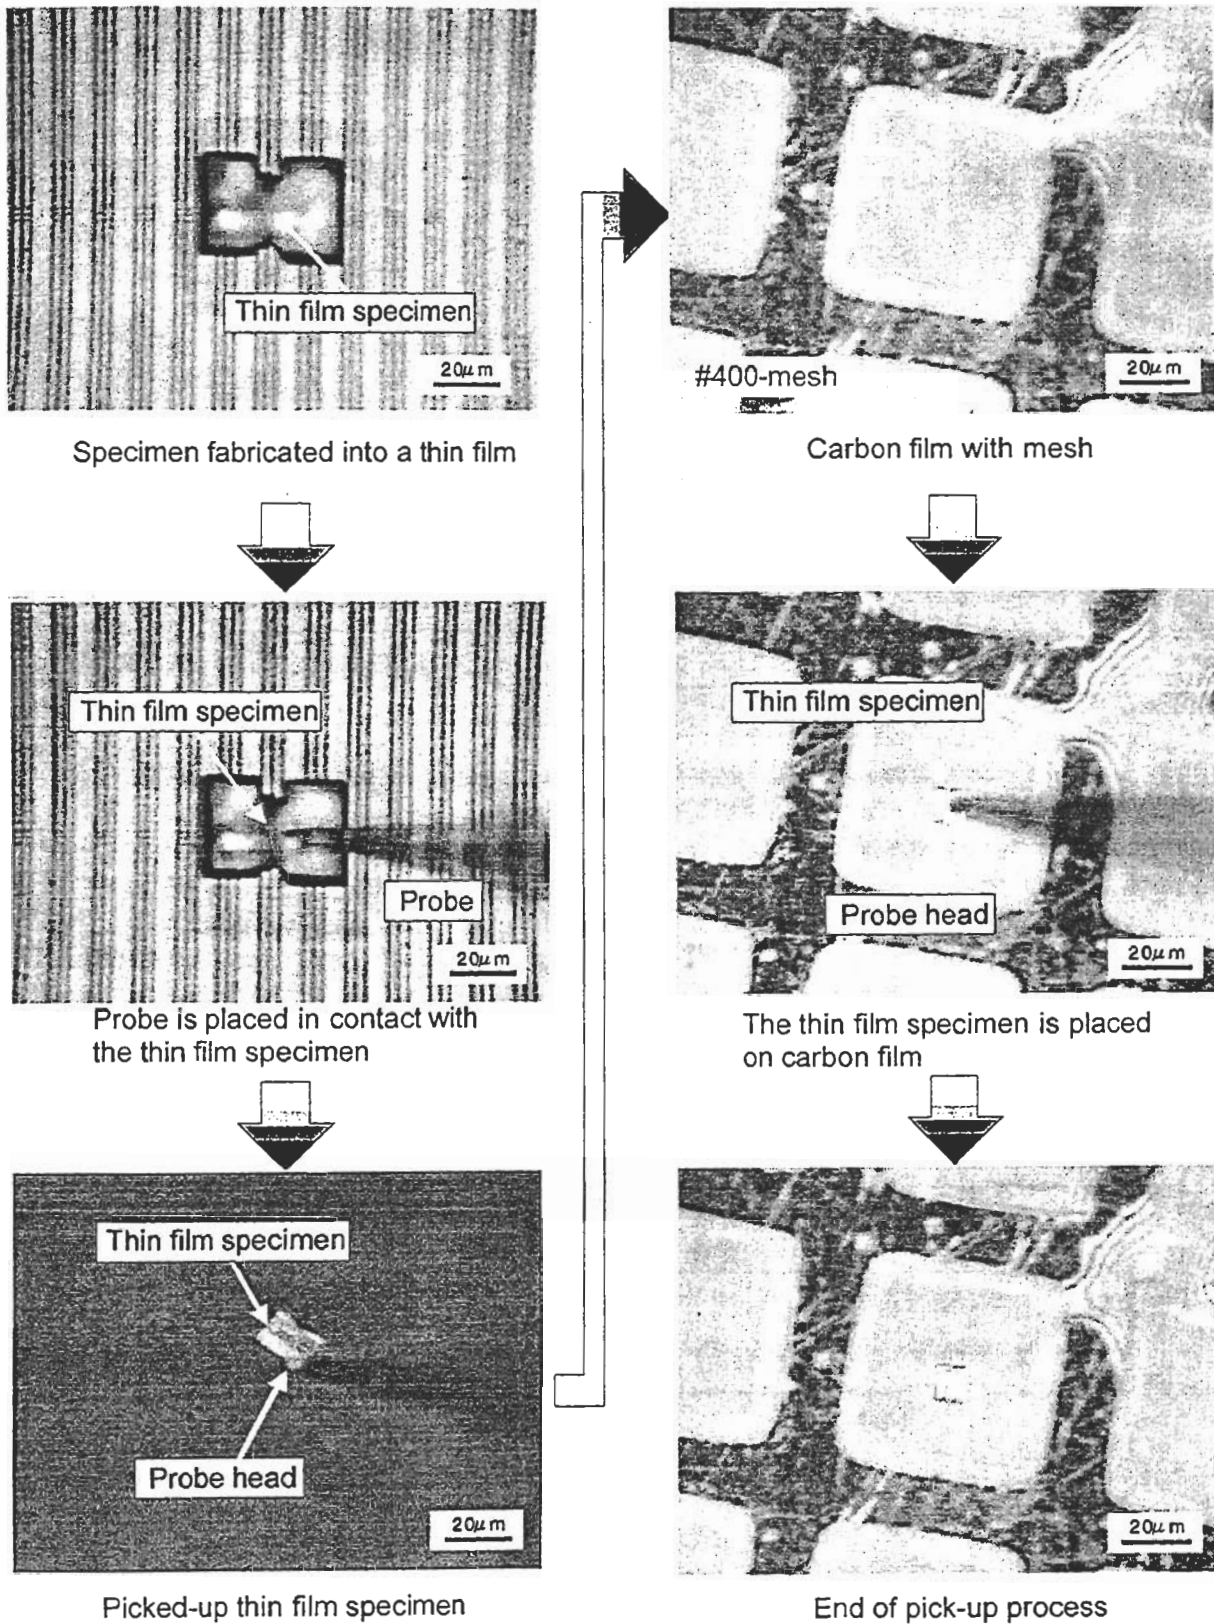 Thin film specimen
20μm
Specimen fabricated into a thin film
Thin film specimen
Probe
20μm
Probe is placed in contact with
the thin film specimen
Thin film specimen
Probe head
20μm
Picked-up thin film specimen
#400-mesh
20μm
Carbon film with mesh
Thin film specimen
Probe head
20μm
The thin film specimen is placed
on carbon film
20μm
End of pick-up process